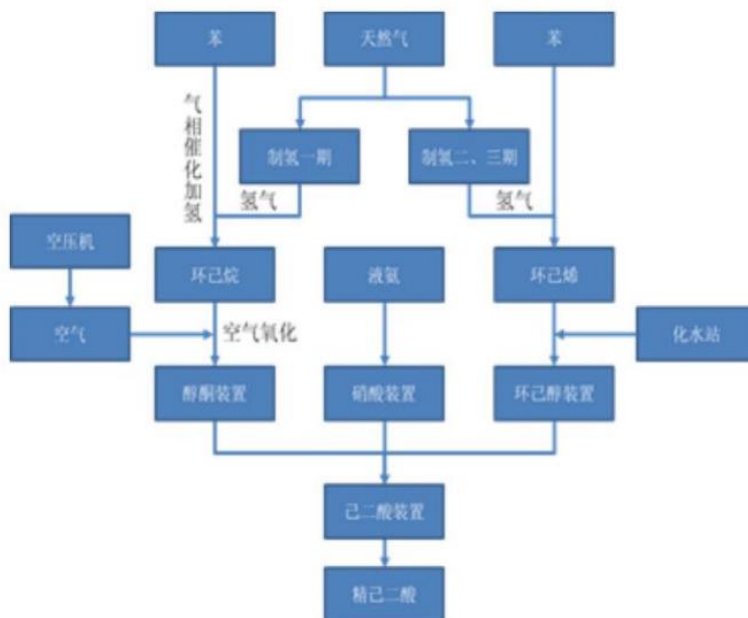 苯
天然气
苯
气相催化加氢
制氢一期
制氢二、三期
氢气
氢气
空压机
环己烷
液氨
环己烯
空气
空气氧化
化水站
醇酮装置
硝酸装置
环己醇装置
己二酸装置
精己二酸